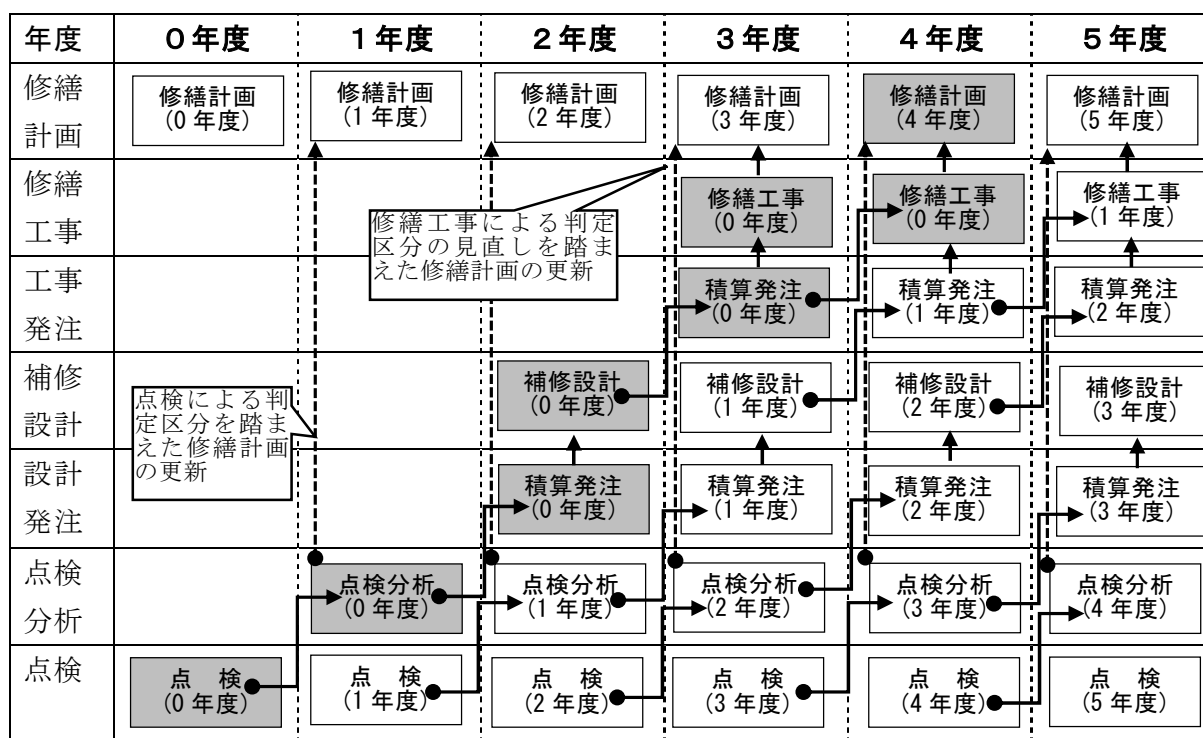 年度 0年度 1年度 2年度 3年度 4年度 5年度
修繕
計画
修繕計画
(0 年度)
修繕計画
(1 年度)
修繕計画
(2 年度)
修繕計画
(3 年度)
修繕計画
(4 年度)
修繕計画
(5 年度)
修繕
工事
修繕工事による判定
区分の見直しを踏ま
えた修繕計画の更新
修繕工事
(0 年度)
修繕工事
(0 年度)
修繕工事
(1 年度)
工事
発注
積算発注
(0 年度)
積算発注
(1 年度)
積算発注
(2 年度)
補修
設計
点検による判
定区分を踏ま
えた修繕計画
の更新
補修設計
(0 年度)
補修設計
(1 年度)
補修設計
(2 年度)
補修設計
(3 年度)
設計
発注
積算発注
(0 年度)
積算発注
(1 年度)
積算発注
(2 年度)
積算発注
(3 年度)
点検
分析
点検分析
(0 年度)
点検分析
(1 年度)
点検分析
(2 年度)
点検分析
(3 年度)
点検分析
(4 年度)
点検
点 検
(0 年度)
点 検
(1 年度)
点 検
(2 年度)
点 検
(3 年度)
点 検
(4 年度)
点 検
(5 年度)